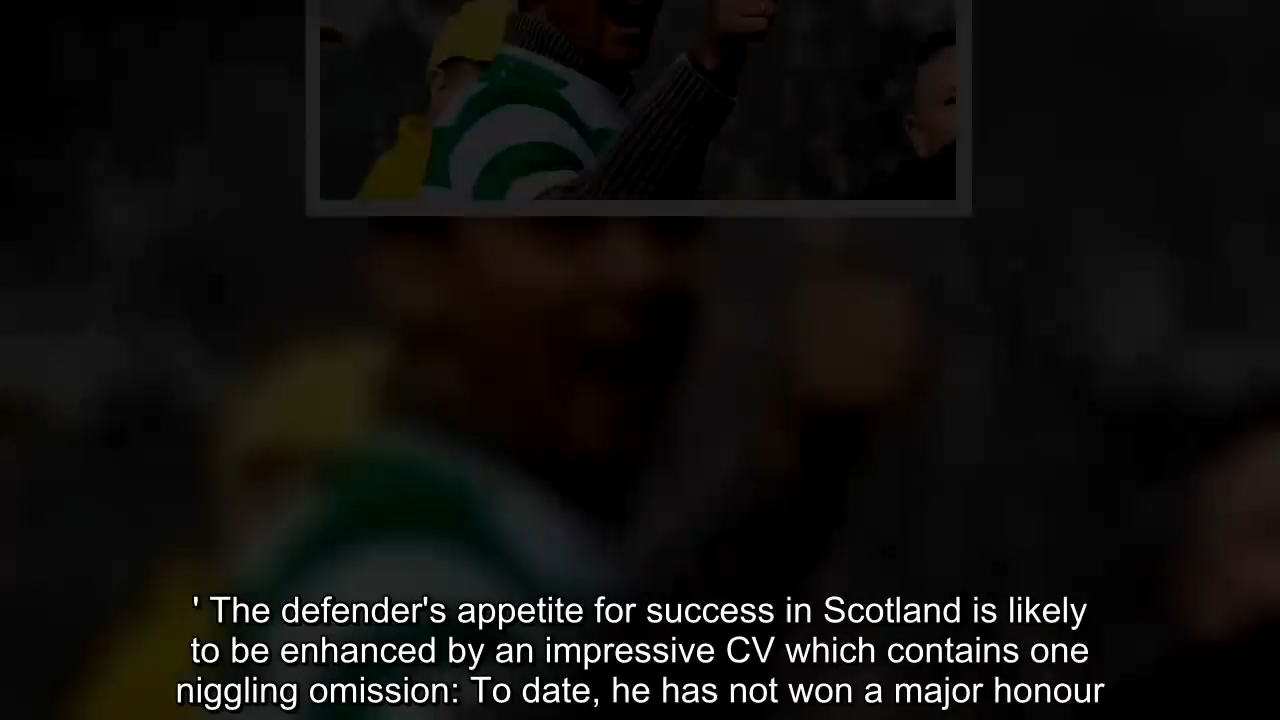 ' The defender's appetite for success in Scotland is likely
to be enhanced by an impressive CV which contains one
niggling omission: To date, he has not won a major honour